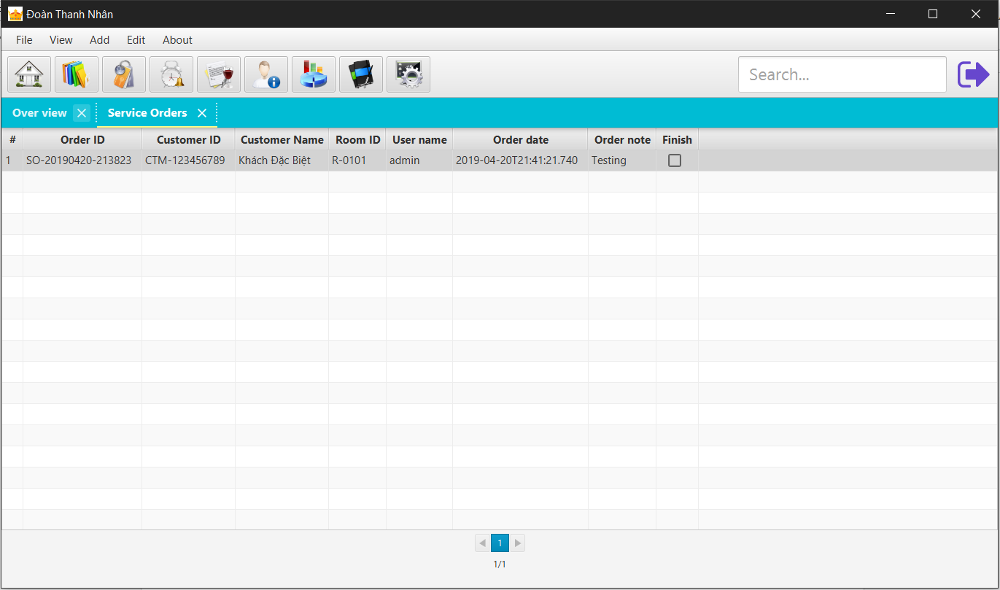 Đoàn Thanh Nhân
File View Add Edit About
Search...
Over view Service Orders
# Order ID Customer ID Customer Name Room ID User name Order date Order note Finish
1 SO-20190420-213823 CTM-123456789 Khách Đặc Biệt R-0101 admin 2019-04-20T21:41:21.740 Testing
1
1/1